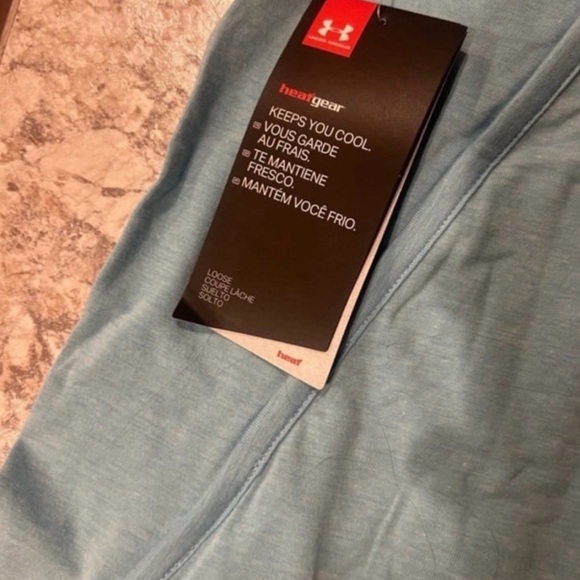 UNDER ARMOUR
heatgear
KEEPS YOU COOL.
VOUS GARDE
AU FRAIS.
TE MANTIENE
FRESCO.
MANTÉM VOCÊ FRIO.
LOOSE
COUPE LÂCHE
SUELTO
SOLTO
heat